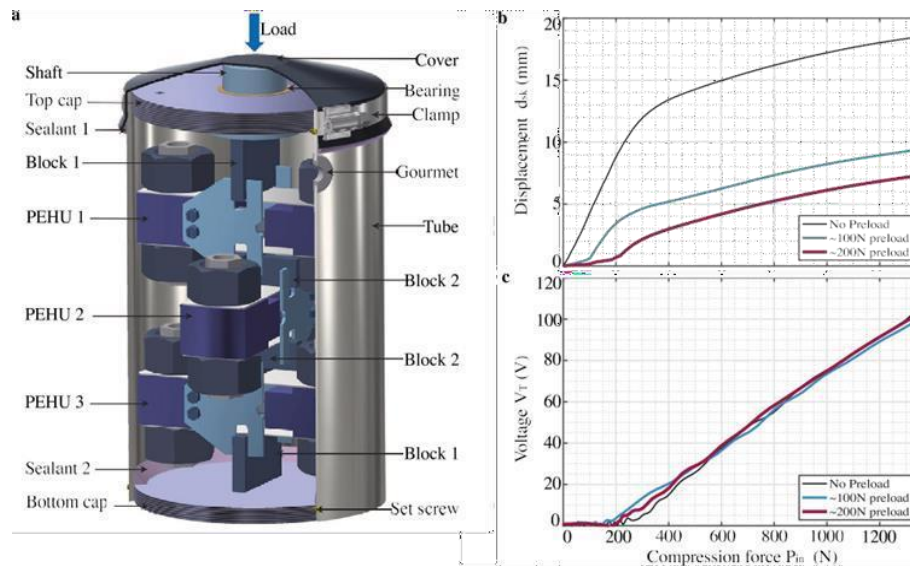 a
Load
Cover
Shaft
Bearing
Top cap
Clamp
Sealant 1
Block 1
Gourmet
PEHU 1
Tube
Block 2
PEHU 2
Block 2
PEHU 3
Block 1
Sealant 2
Bottom cap
Set screw
b
20
15
10
5
0
Displacement dsk (mm)
No Preload
~100N preload
~200N preload
c
120
100
80
60
40
20
0
Voltage VT (V)
No Preload
~100N preload
~200N preload
0 200 400 600 800 1000 1200
Compression force Pin (N)